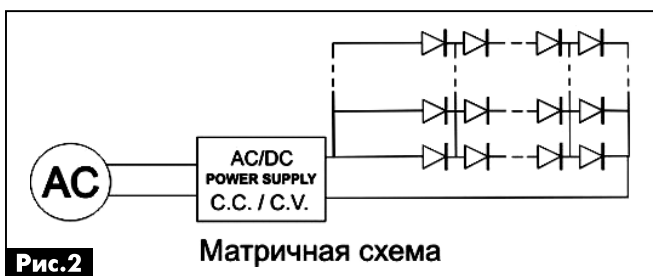 AC
AC/DC
POWER SUPPLY
C.C. / C.V.
Рис.2
Матричная схема